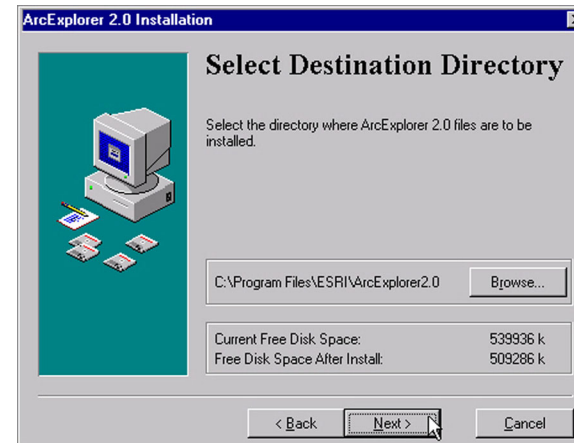 ArcExplorer 2.0 Installation
Select Destination Directory
Select the directory where ArcExplorer 2.0 files are to be
installed.
C:\Program Files\ESRI\ArcExplorer2.0
Browse...
Current Free Disk Space: 539936 k
Free Disk Space After Install: 509286 k
< Back Next > Cancel